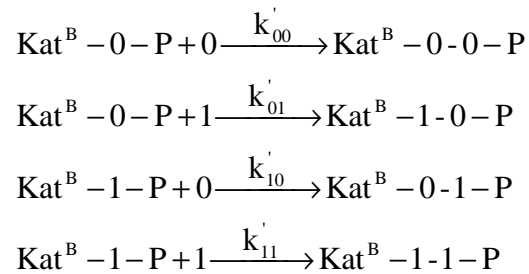 Kat^B – 0 – P + 0 —k'_00→ Kat^B – 0 - 0 – P
Kat^B – 0 – P + 1 —k'_01→ Kat^B – 1 - 0 – P
Kat^B – 1 – P + 0 —k'_10→ Kat^B – 0 - 1 – P
Kat^B – 1 – P + 1 —k'_11→ Kat^B – 1 - 1 – P